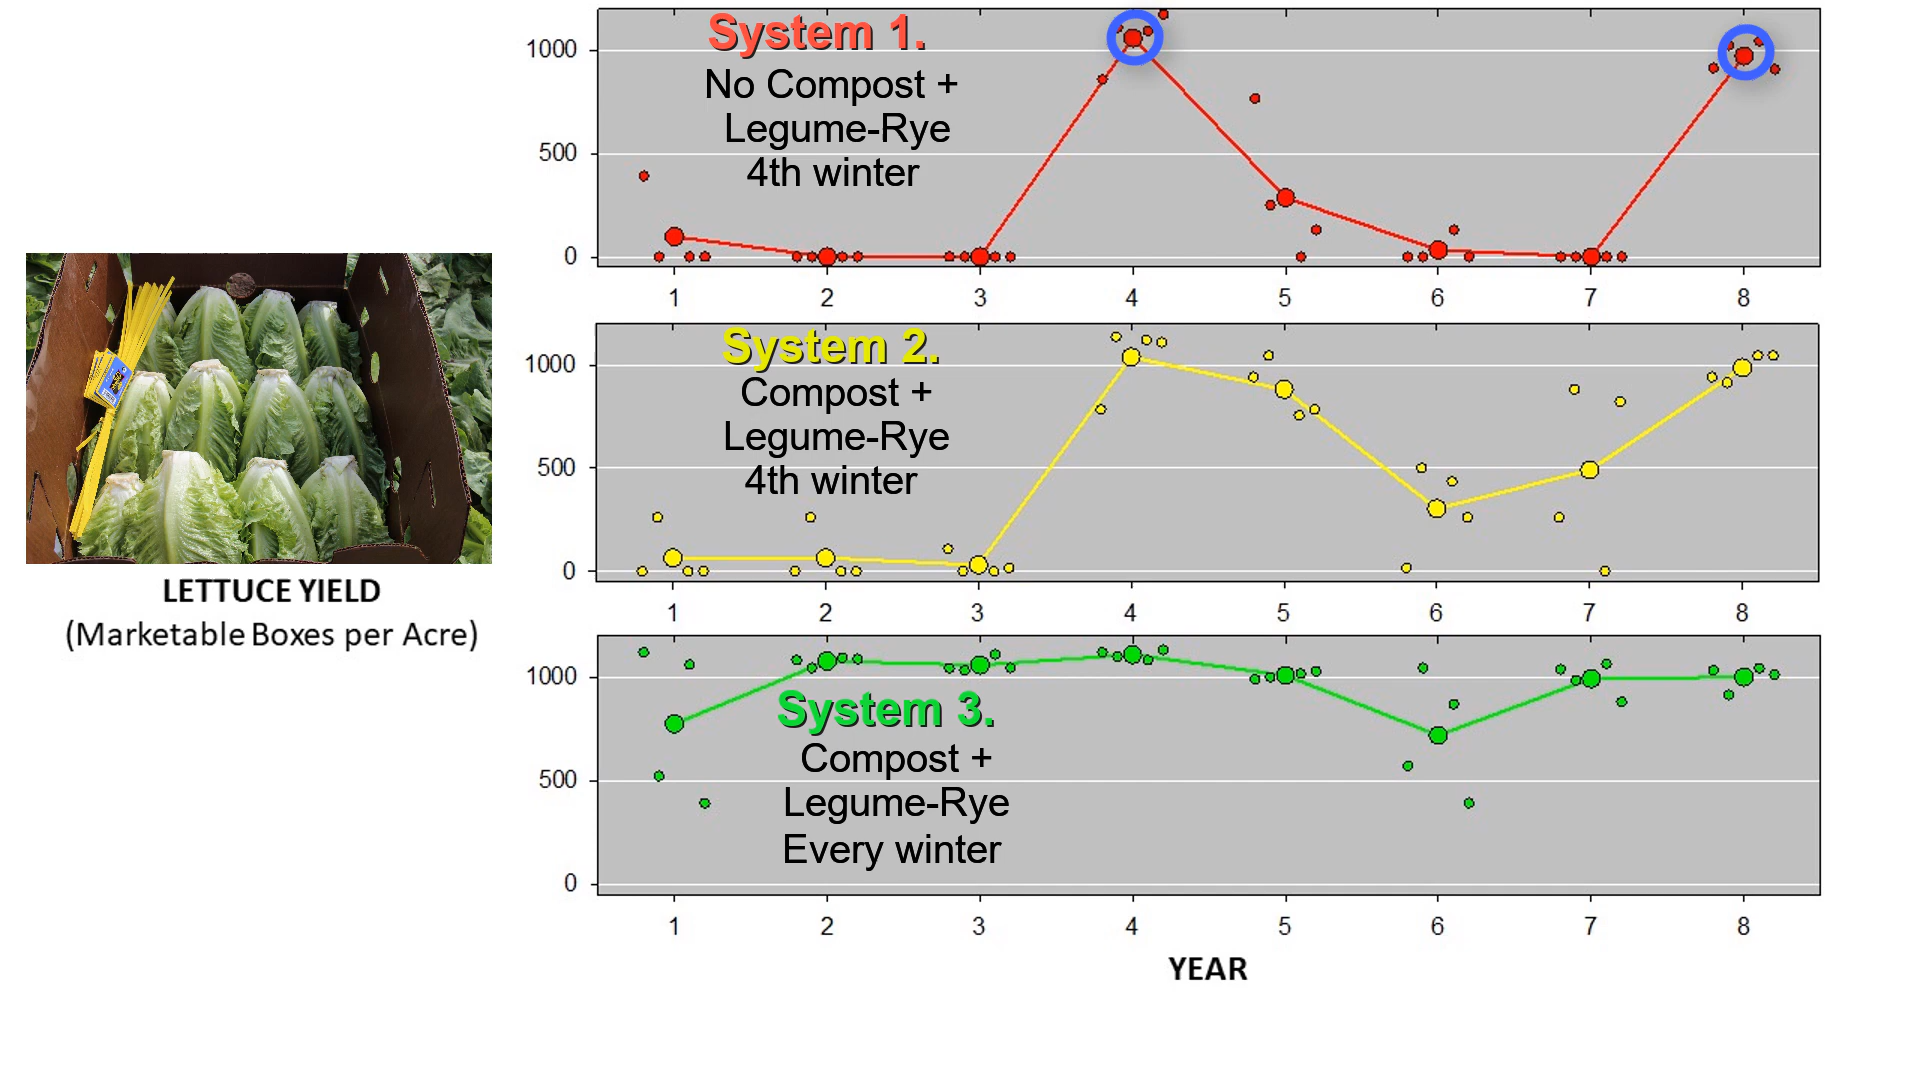 System 1.
No Compost +
Legume-Rye
4th winter
1000
500
0
1 2 3 4 5 6 7 8
System 2.
Compost +
Legume-Rye
4th winter
1000
500
0
1 2 3 4 5 6 7 8
LETTUCE YIELD
(Marketable Boxes per Acre)
System 3.
Compost +
Legume-Rye
Every winter
1000
500
0
1 2 3 4 5 6 7 8
YEAR